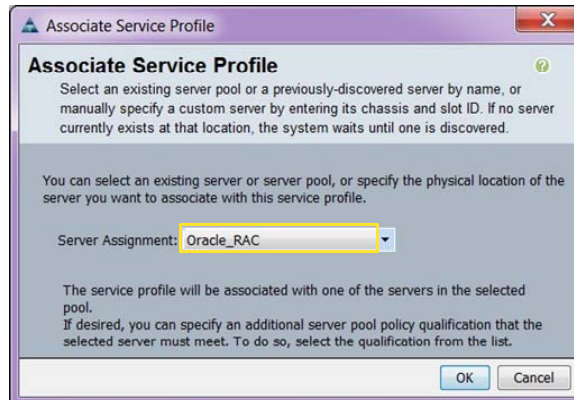 Associate Service Profile
X
Associate Service Profile
?
Select an existing server pool or a previously-discovered server by name, or
manually specify a custom server by entering its chassis and slot ID. If no server
currently exists at that location, the system waits until one is discovered.
You can select an existing server or server pool, or specify the physical location of the
server you want to associate with this service profile.
Server Assignment: Oracle_RAC
The service profile will be associated with one of the servers in the selected
pool.
If desired, you can specify an additional server pool policy qualification that the
selected server must meet. To do so, select the qualification from the list.
OK Cancel